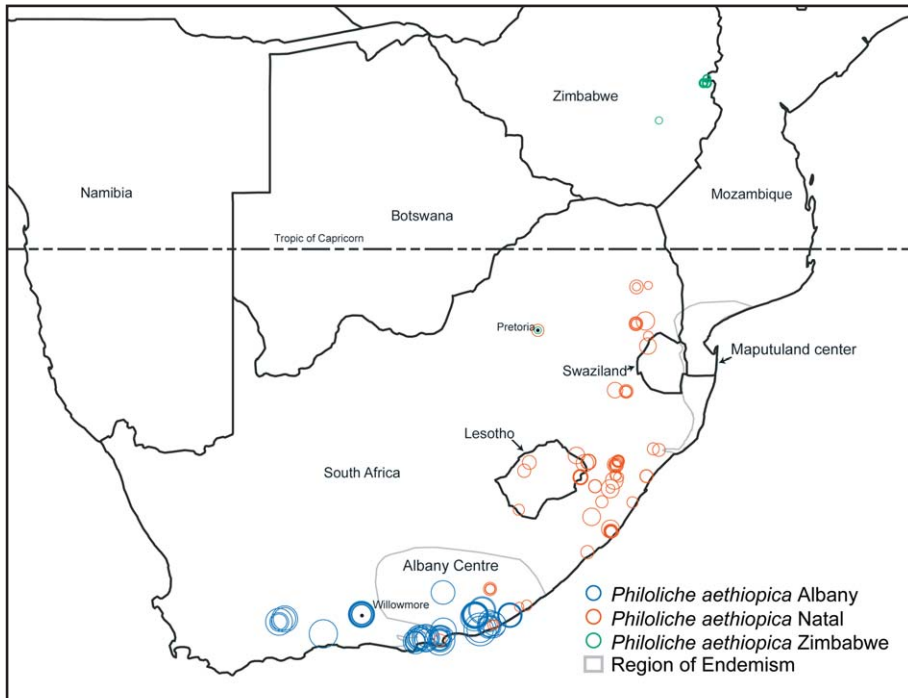 Zimbabwe
Namibia
Mozambique
Botswana
Tropic of Capricorn
Pretoria
Maputuland center
Swaziland
Lesotho
South Africa
Albany Centre
Willowmore
Philoliche aethiopica Albany
Philoliche aethiopica Natal
Philoliche aethiopica Zimbabwe
Region of Endemism